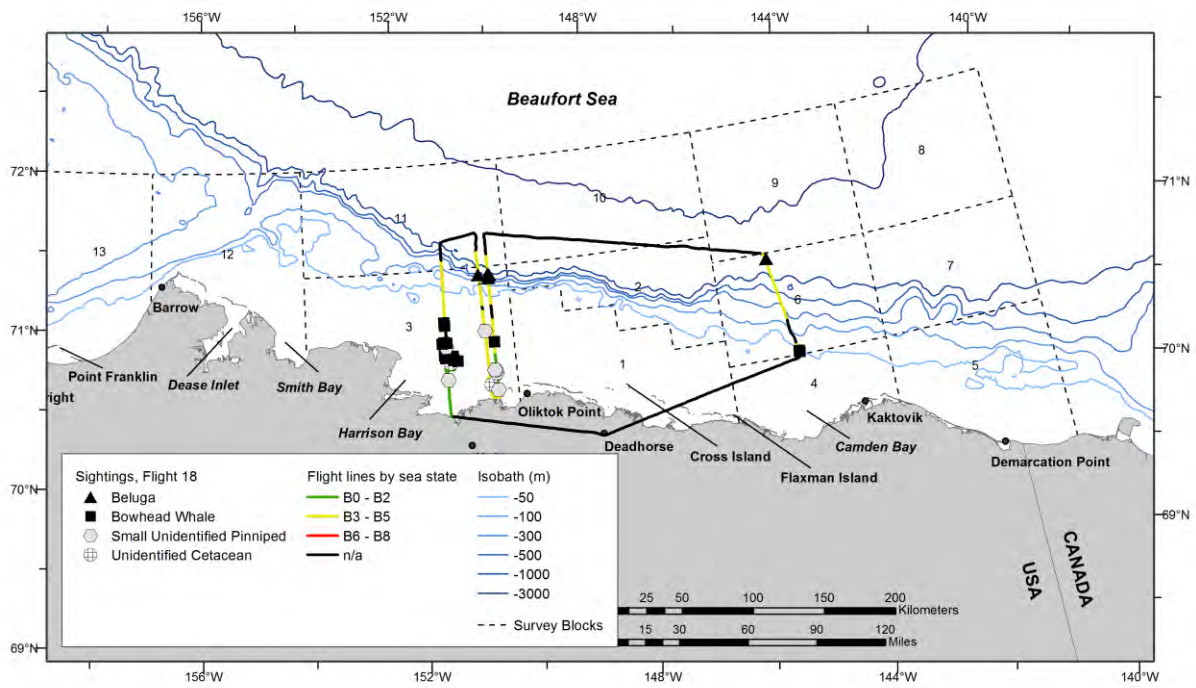 156°W 152°W 148°W 144°W 140°W
Beaufort Sea
8
72°N
9
71°N
10
11
13
12
7
2
6
Barrow
71°N
3
70°N
1
5
Point Franklin
4
Dease Inlet
Smith Bay
Oliktok Point
Kaktovik
Harrison Bay
Deadhorse
Camden Bay
Cross Island
Demarcation Point
Flaxman Island
Sightings, Flight 18
Beluga
Bowhead Whale
Small Unidentified Pinniped
Unidentified Cetacean
Flight lines by sea state
B0 - B2
B3 - B5
B6 - B8
n/a
Isobath (m)
-50
-100
-300
-500
-1000
-3000
Survey Blocks
70°N
69°N
CANADA
USA
25 50 100 150 200
Kilometers
15 30 60 90 120
Miles
69°N
156°W 152°W 148°W 144°W 140°W